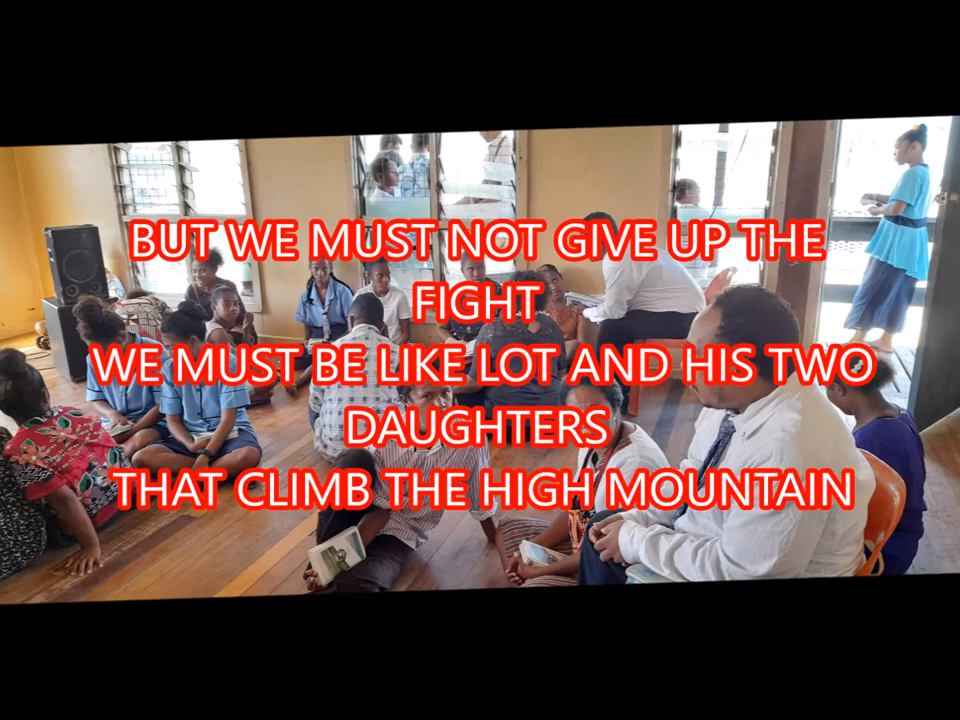 BUT WE MUST NOT GIVE UP THE
FIGHT
WE MUST BE LIKE LOT AND HIS TWO
DAUGHTERS
THAT CLIMB THE HIGH MOUNTAIN